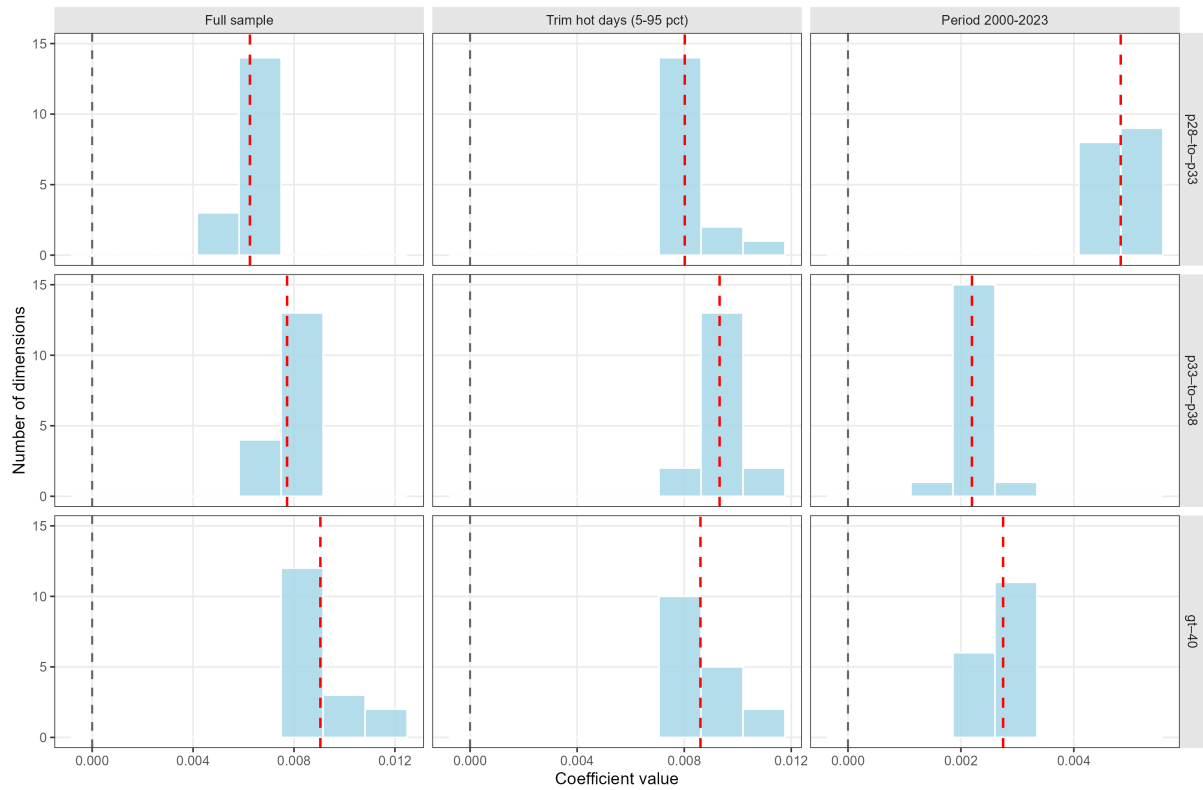 Full sample
Trim hot days (5-95 pct)
Period 2000-2023
Number of dimensions
15
10
5
0
p28−to−p33
15
10
5
0
p33−to−p38
15
10
5
0
gt−40
0.000 0.004 0.008 0.012
0.000 0.004 0.008 0.012
0.000 0.002 0.004
Coefficient value